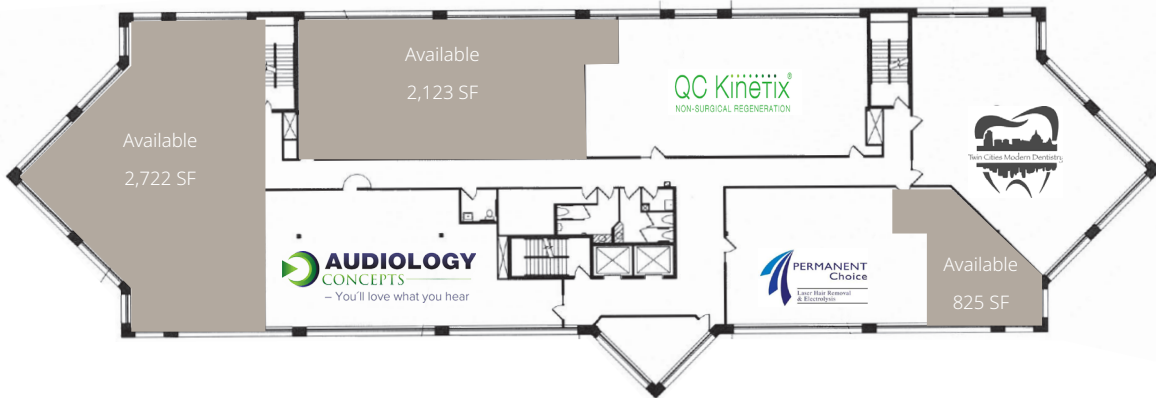 Available
2,722 SF
Available
2,123 SF
QC Kinetix®
NON-SURGICAL REGENERATION
Twin Cities Modern Dentistry
AUDIOLOGY
CONCEPTS
– You'll love what you hear
PERMANENT
Choice
Laser Hair Removal
& Electrolysis
Available
825 SF